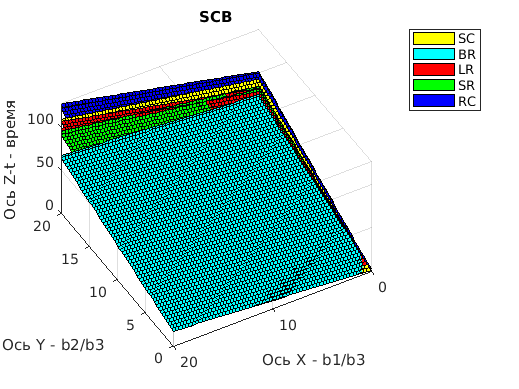 SCB
SC
BR
LR
SR
RC
Ось Z-t - время
100
50
0
20
15
10
5
0
Ось Y - b2/b3
20
10
0
Ось X - b1/b3